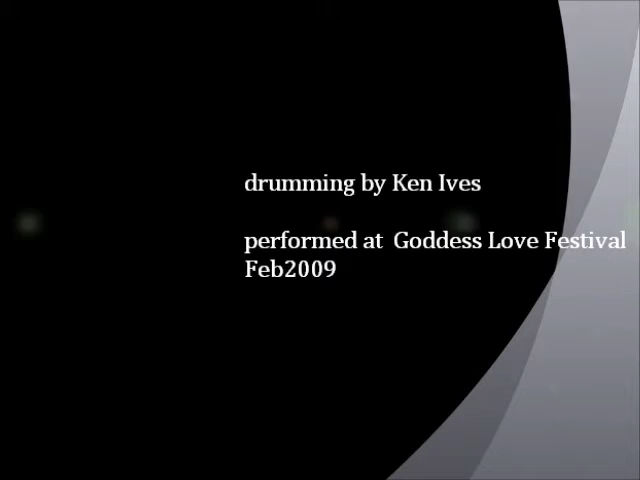 drumming by Ken Ives
performed at Goddess Love Festival
Feb2009